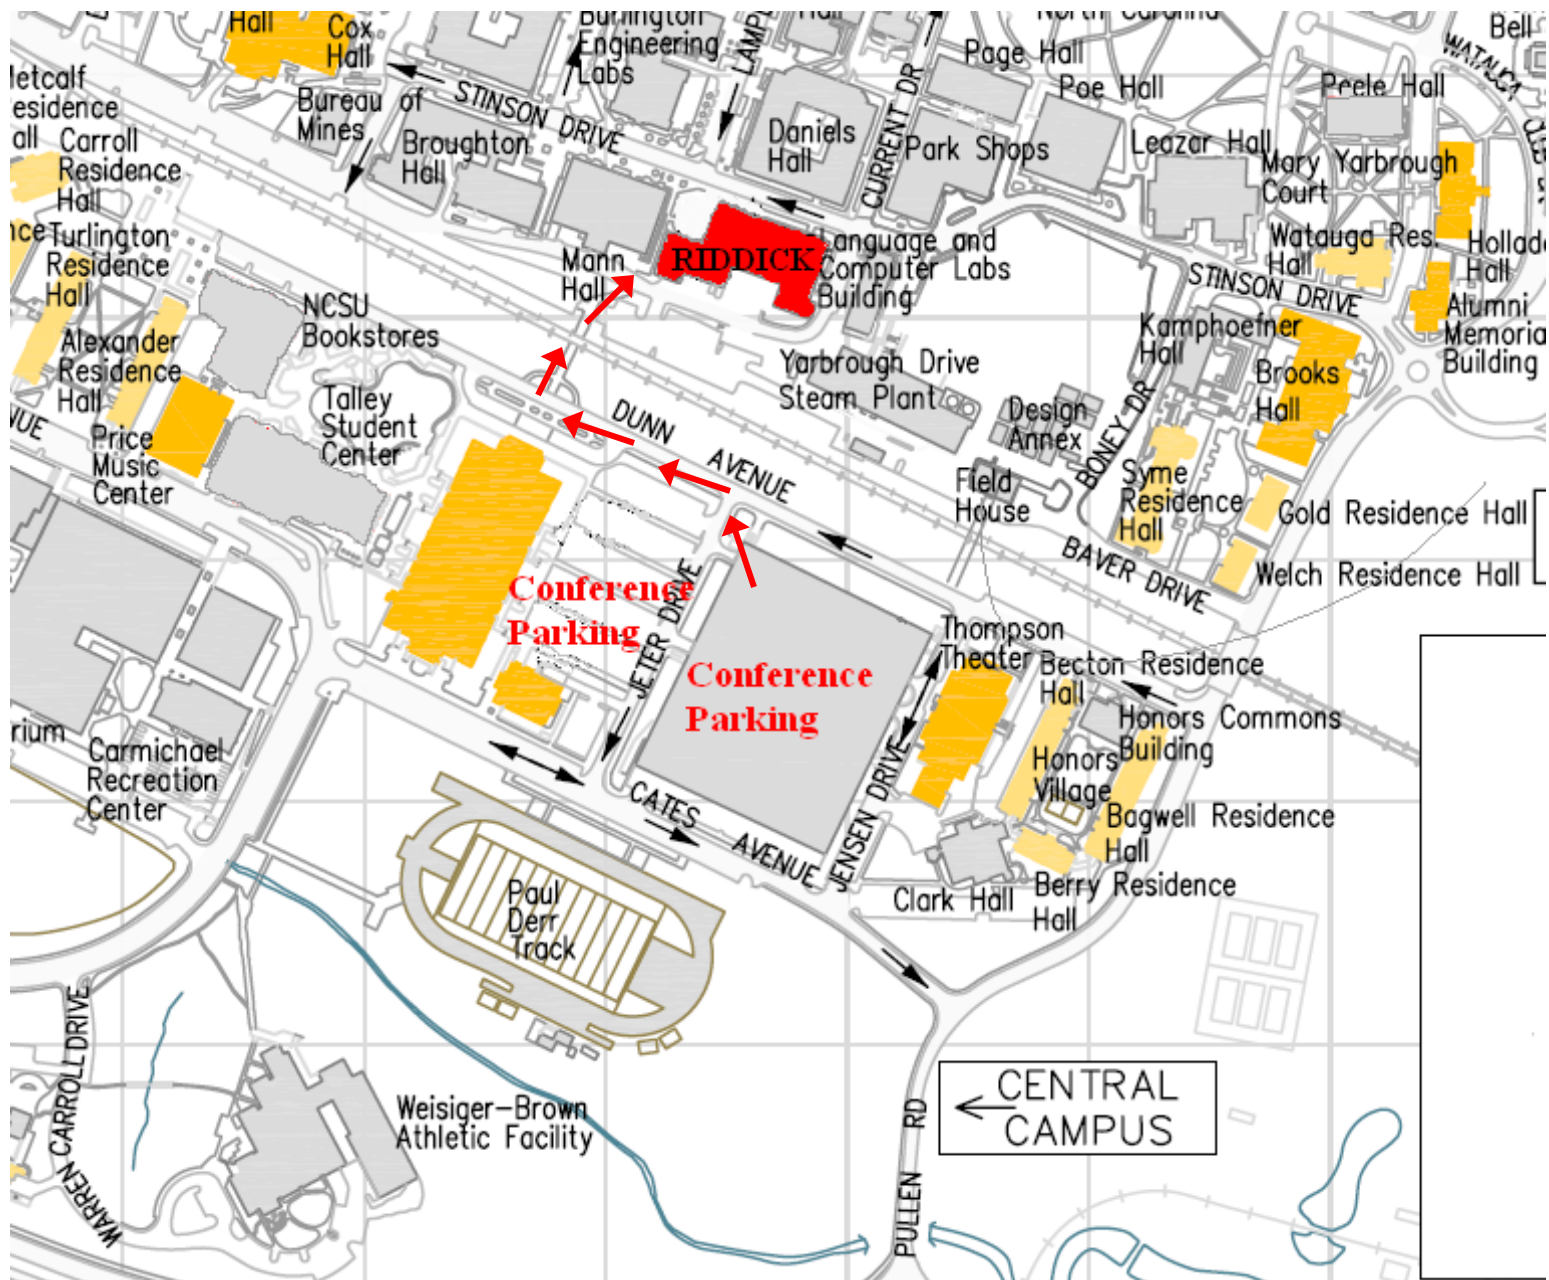 Hall
Cox
Hall
Burlington
Engineering
Labs
Page Hall
Poe Hall
Bell
Peele Hall
Bureau of
Mines
STINSON DRIVE
Broughton
Hall
Daniels
Hall
CURRENT DR
Park Shops
Leazar Hall
Mary Yarbrough
Court
Carroll
Residence
Hall
Turlington
Residence
Hall
Mann
Hall
RIDDICK
Language and
Computer Labs
Building
Watauga Res.
Hall
STINSON DRIVE
Hall
Alumni
Building
NCSU
Bookstores
Alexander
Residence
Hall
Kamphoefner
Hall
Brooks
Hall
Yarbrough Drive
Steam Plant
Talley
Student
Center
Price
Music
Center
DUNN
AVENUE
Design
Annex
BONEY DR
Field
House
Syme
Residence
Hall
Gold Residence Hall
Welch Residence Hall
BAVER DRIVE
Conference
Parking
JETER DRIVE
Conference
Parking
Thompson
Theater
Becton Residence
Hall
Honors Commons
Building
Honors
Village
Bagwell Residence
Hall
Berry Residence
Hall
Clark Hall
JENSEN DRIVE
CATES
AVENUE
Carmichael
Recreation
Center
Paul
Derr
Track
WARREN CARROLL DRIVE
Weisiger-Brown
Athletic Facility
CENTRAL
CAMPUS
PULLEN RD